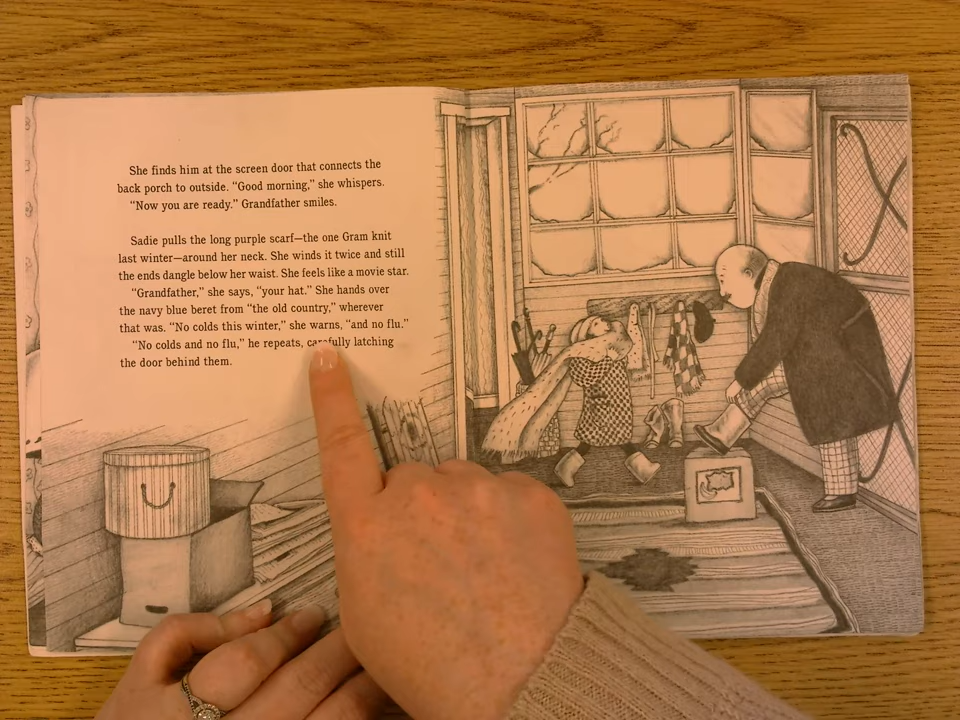 She finds him at the screen door that connects the
back porch to outside. “Good morning,” she whispers.
“Now you are ready.” Grandfather smiles.
Sadie pulls the long purple scarf—the one Gram knit
last winter—around her neck. She winds it twice and still
the ends dangle below her waist. She feels like a movie star.
“Grandfather,” she says, “your hat.” She hands over
the navy blue beret from “the old country,” wherever
that was. “No colds this winter,” she warns, “and no flu.”
“No colds and no flu,” he repeats, carefully latching
the door behind them.